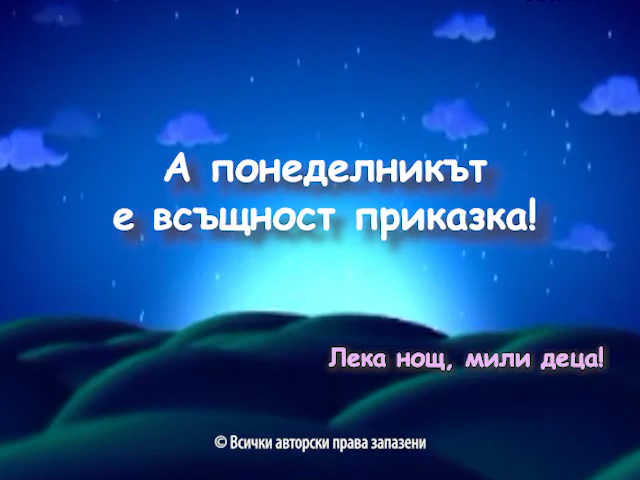 А понеделникът
е всъщност приказка!
Лека нощ, мили деца!
© Всички авторски права запазени